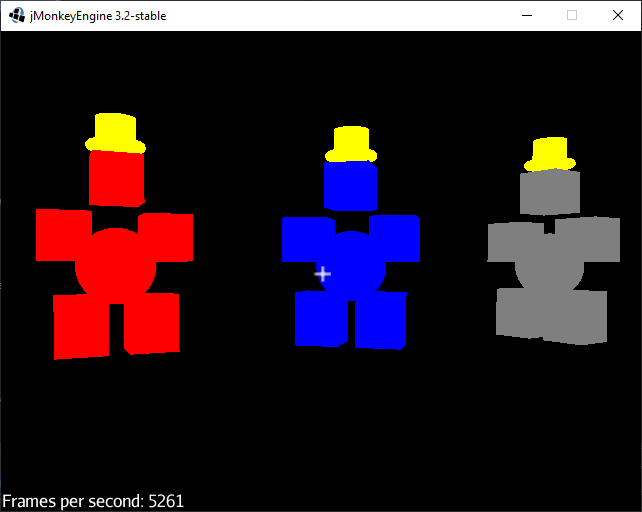 jMonkeyEngine 3.2-stable
Frames per second: 5261